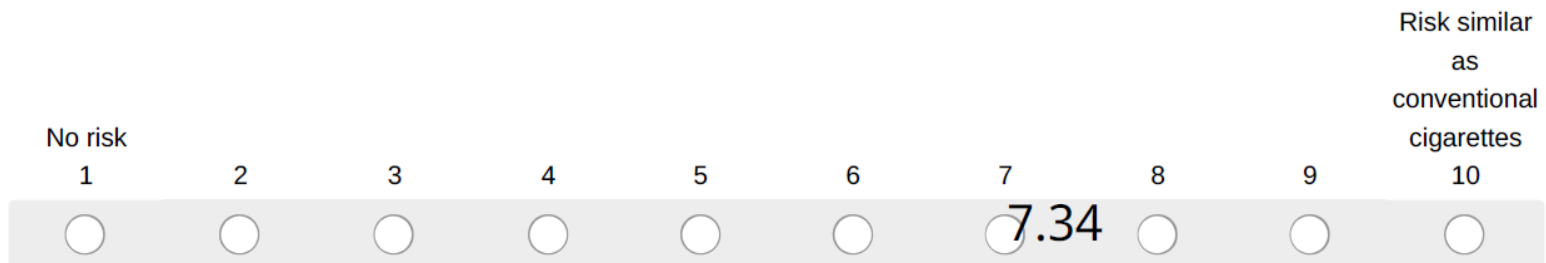 Risk similar
as
conventional
No risk cigarettes
1 2 3 4 5 6 7 8 9 10
7.34